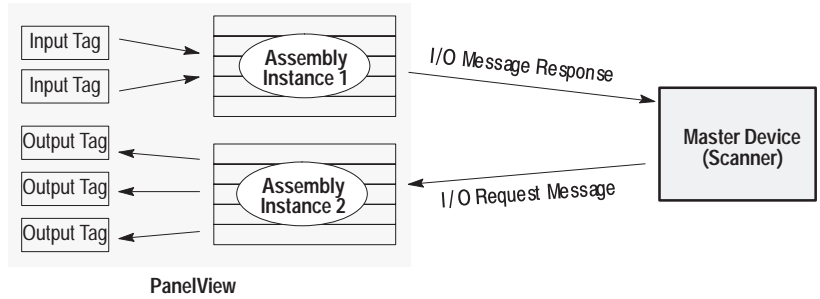 Input Tag
Input Tag
Output Tag
Output Tag
Output Tag
Assembly
Instance 1
Assembly
Instance 2
I/O Message Response
I/O Request Message
Master Device
(Scanner)
PanelView